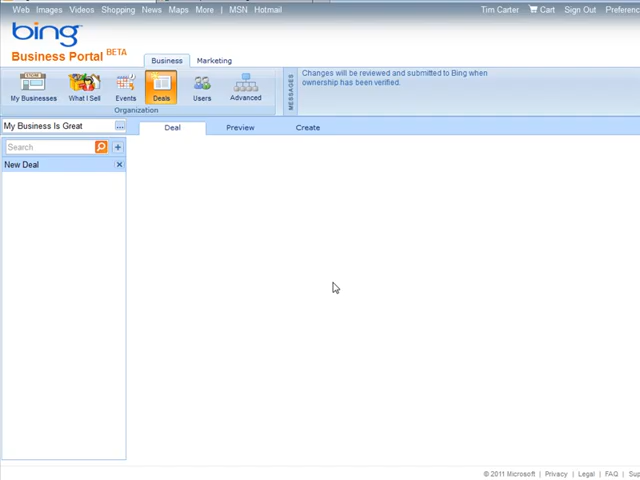 Web Images Videos Shopping News Maps More | MSN Hotmail Tim Carter Cart Sign Out Preferenc
bing
Business Portal BETA
Business Marketing
STORE
My Businesses What I Sell Events Deals Users Advanced
Organization
MESSAGES
Changes will be reviewed and submitted to Bing when
ownership has been verified.
My Business Is Great ...
Deal Preview Create
Search
New Deal
© 2011 Microsoft | Privacy | Legal | FAQ | Sup